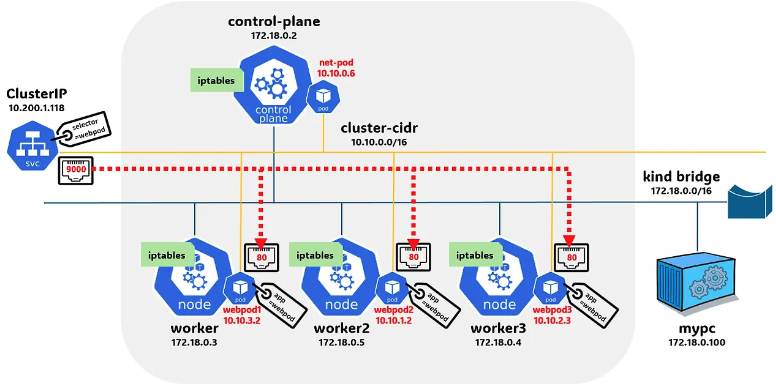 control-plane
172.18.0.2
iptables
net-pod
10.10.0.6
pod
control
plane
ClusterIP
10.200.1.118
selector
=webpod
svc
9000
cluster-cidr
10.10.0.0/16
kind bridge
172.18.0.0/16
iptables
80
node
pod
app
=webpod
webpod1
10.10.3.2
worker
172.18.0.3
iptables
80
node
pod
app
=webpod
webpod2
10.10.1.2
worker2
172.18.0.5
iptables
80
node
pod
app
=webpod
webpod3
10.10.2.3
worker3
172.18.0.4
mypc
172.18.0.100